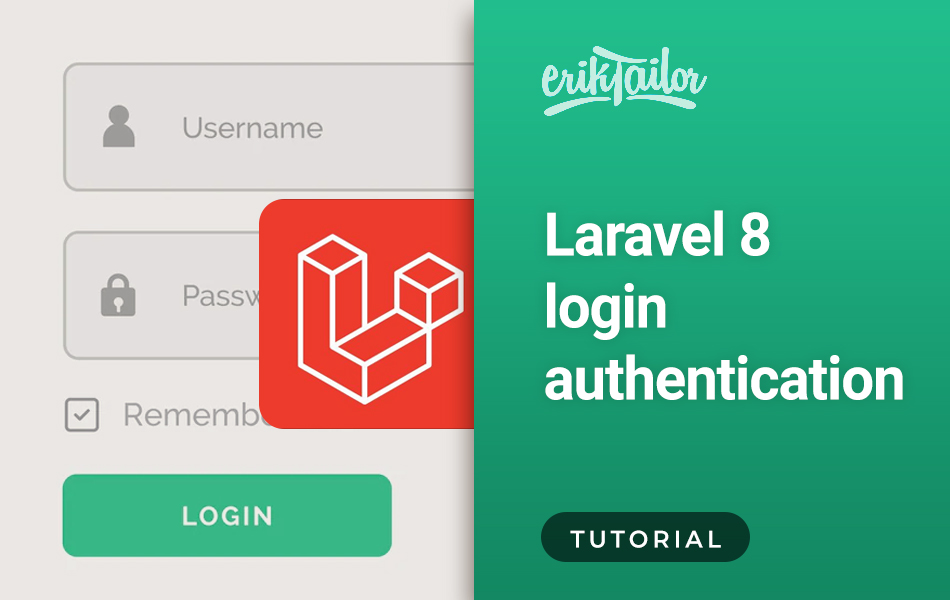 Username
Passw
Rememb
LOGIN
erikTailor
Laravel 8
login
authentication
TUTORIAL